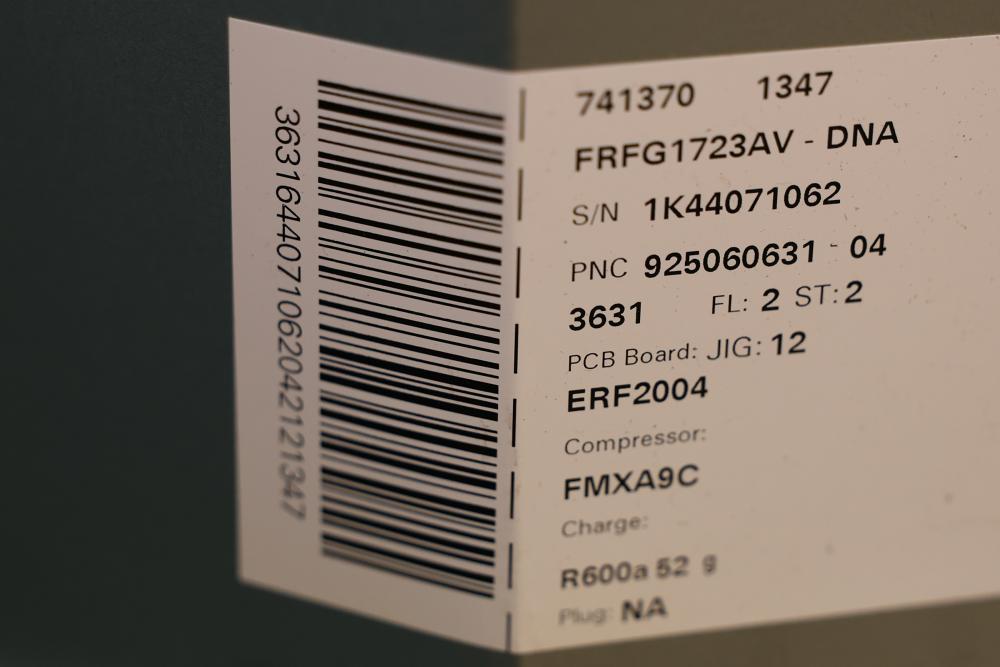 3631644071062042121347
741370 1347
FRFG1723AV - DNA
S/N 1K44071062
PNC 925060631 - 04
3631 FL: 2 ST: 2
PCB Board: JIG: 12
ERF2004
Compressor:
FMXA9C
Charge:
R600a 52 g
Plug: NA